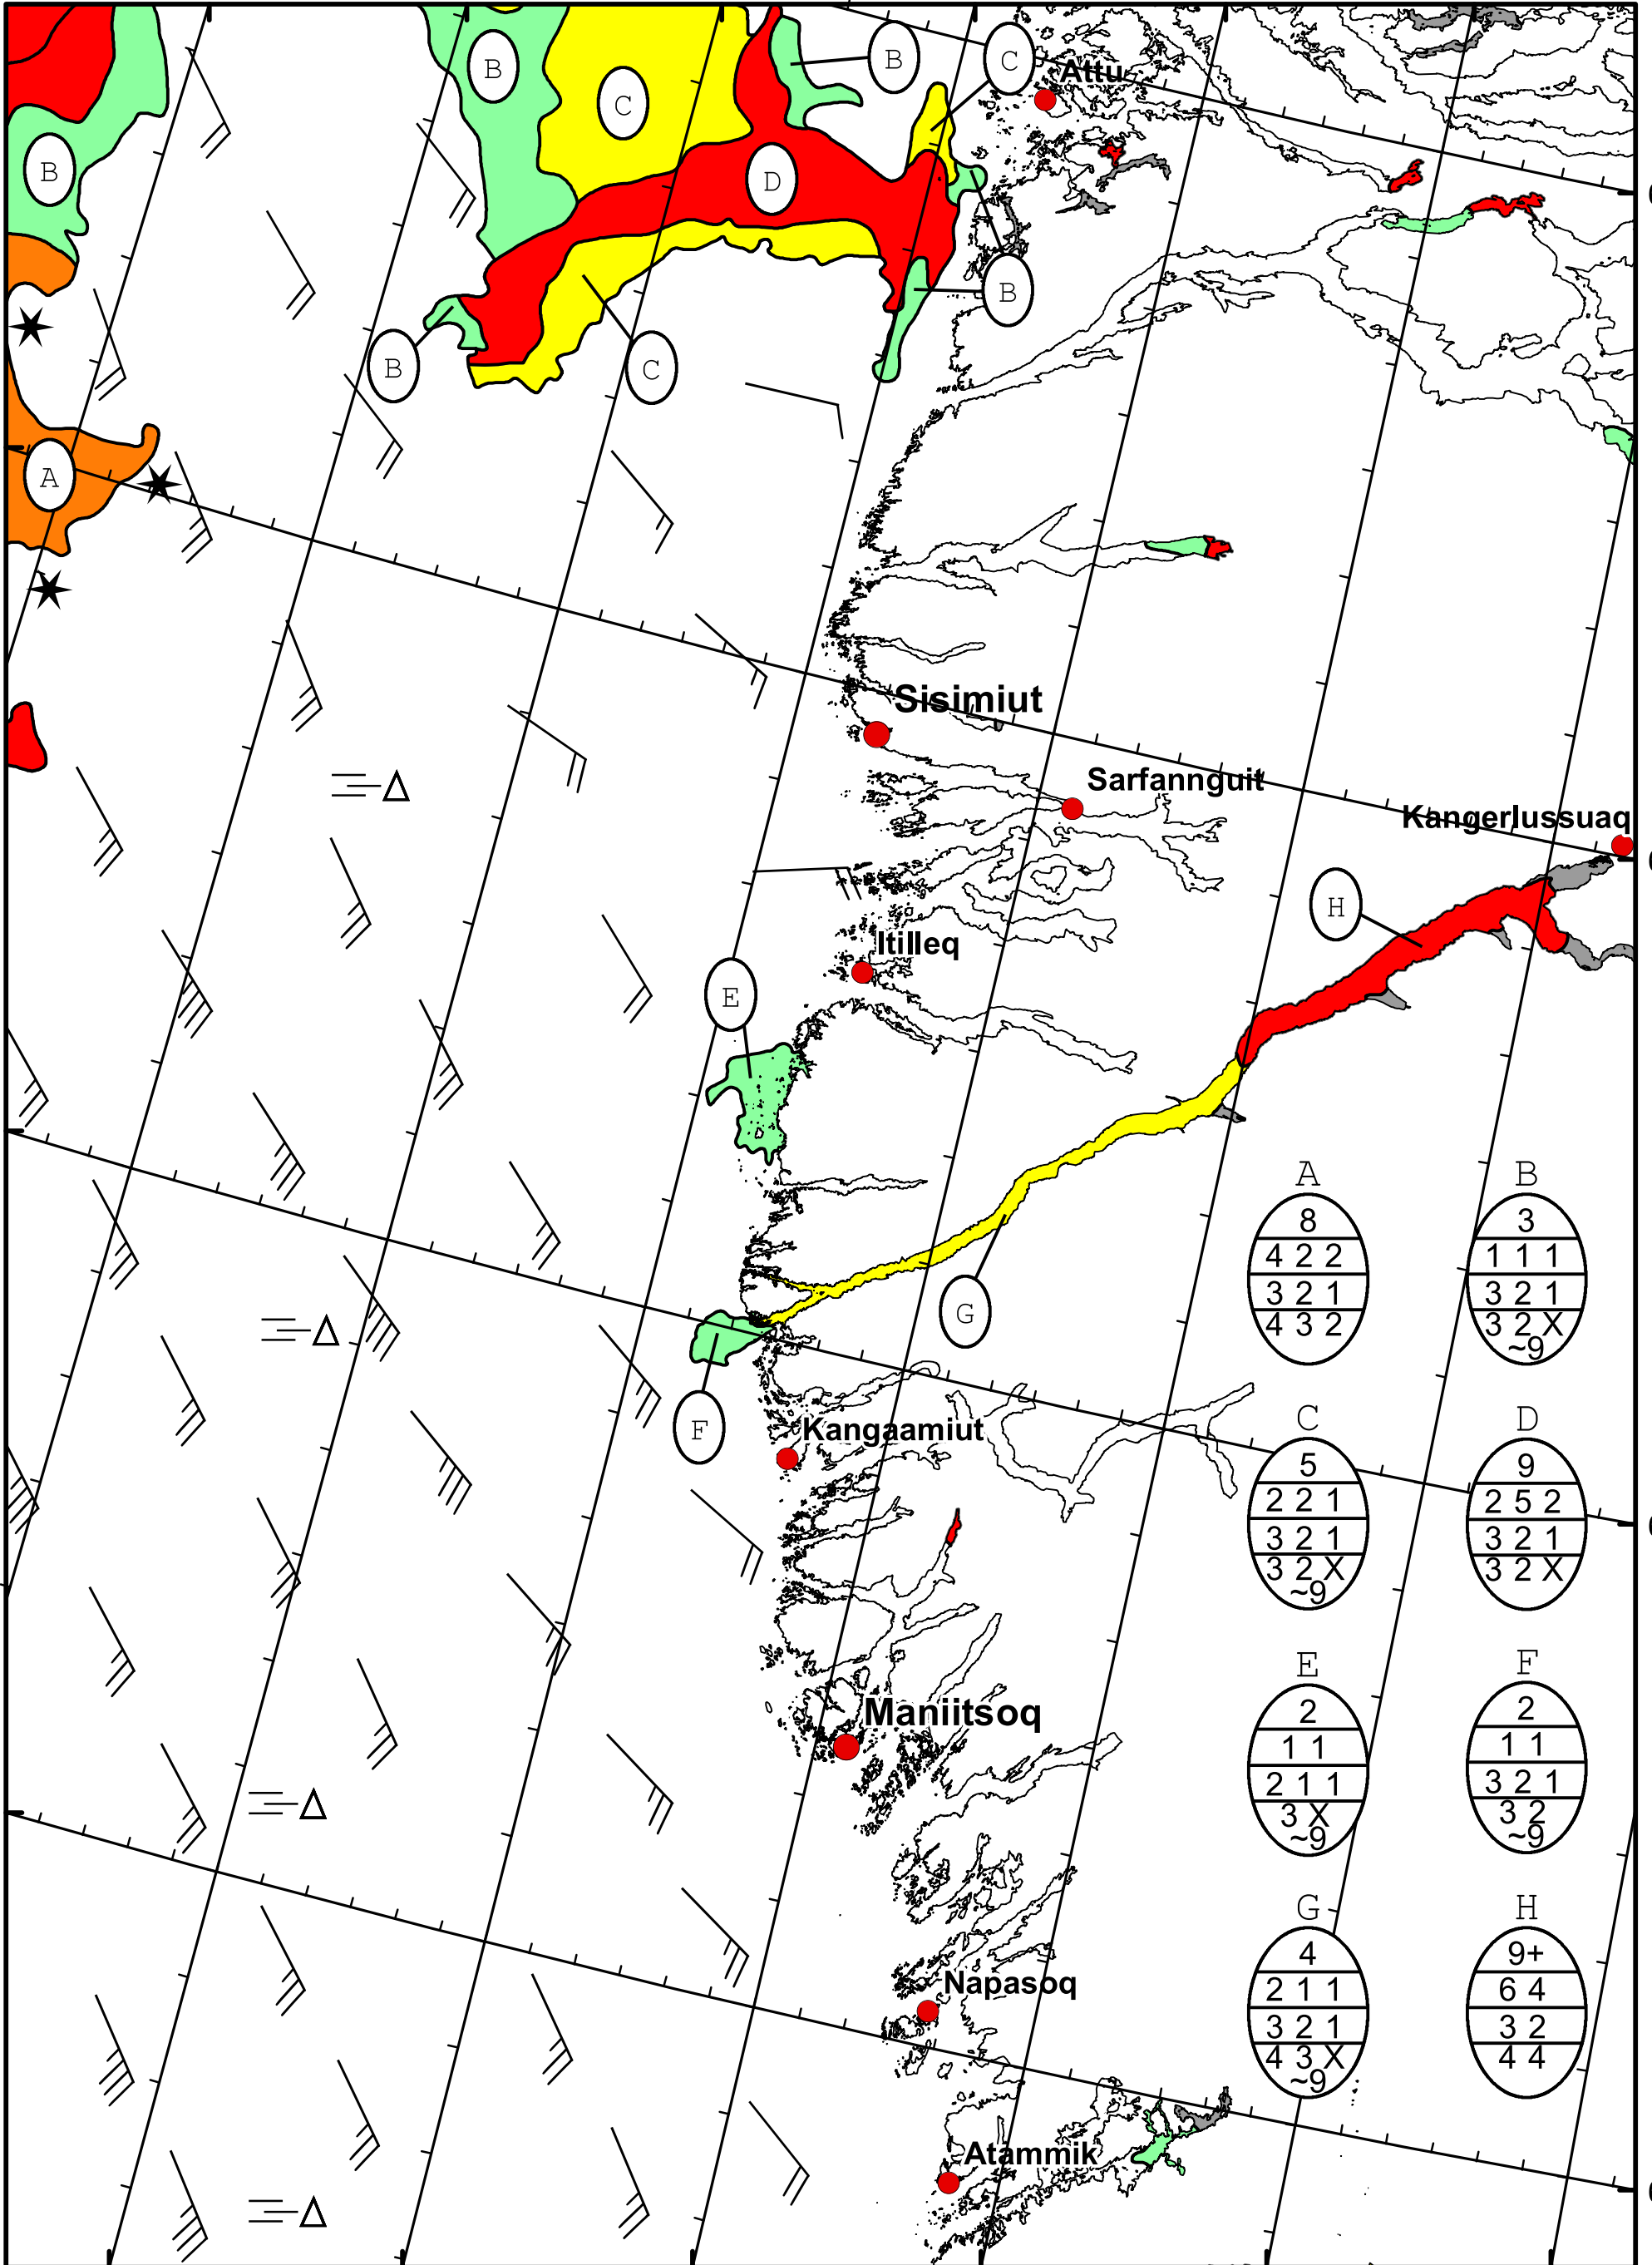 B
C
B
C
Attu
B
D
B
B
C
A
Sisimiut
Sarfannguit
Kangerlussuaq
H
Itilleq
E
G
F
Kangaamiut
Maniitsoq
Napasoq
Atammik
A
8
4 2 2
3 2 1
4 3 2
B
3
1 1 1
3 2 1
3 2 X
~9
C
5
2 2 1
3 2 1
3 2 X
~9
D
9
2 5 2
3 2 1
3 2 X
E
2
1 1
2 1 1
3 X
~9
F
2
1 1
3 2 1
3 2
~9
G
4
2 1 1
3 2 1
4 3 X
~9
H
9+
6 4
3 2
4 4